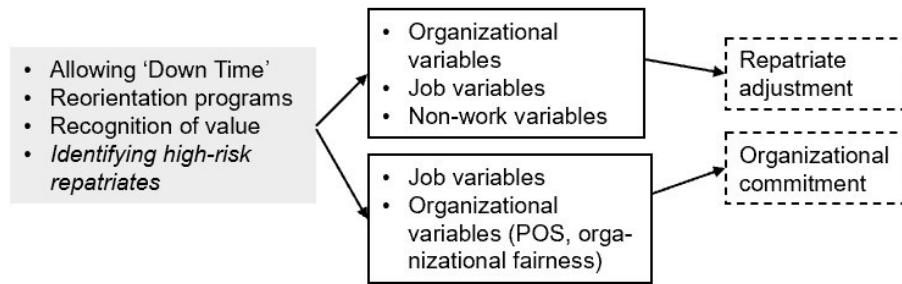 • Allowing ‘Down Time’
• Reorientation programs
• Recognition of value
• Identifying high-risk
repatriates
• Organizational
variables
• Job variables
• Non-work variables
• Job variables
• Organizational
variables (POS, orga-
nizational fairness)
Repatriate
adjustment
Organizational
commitment